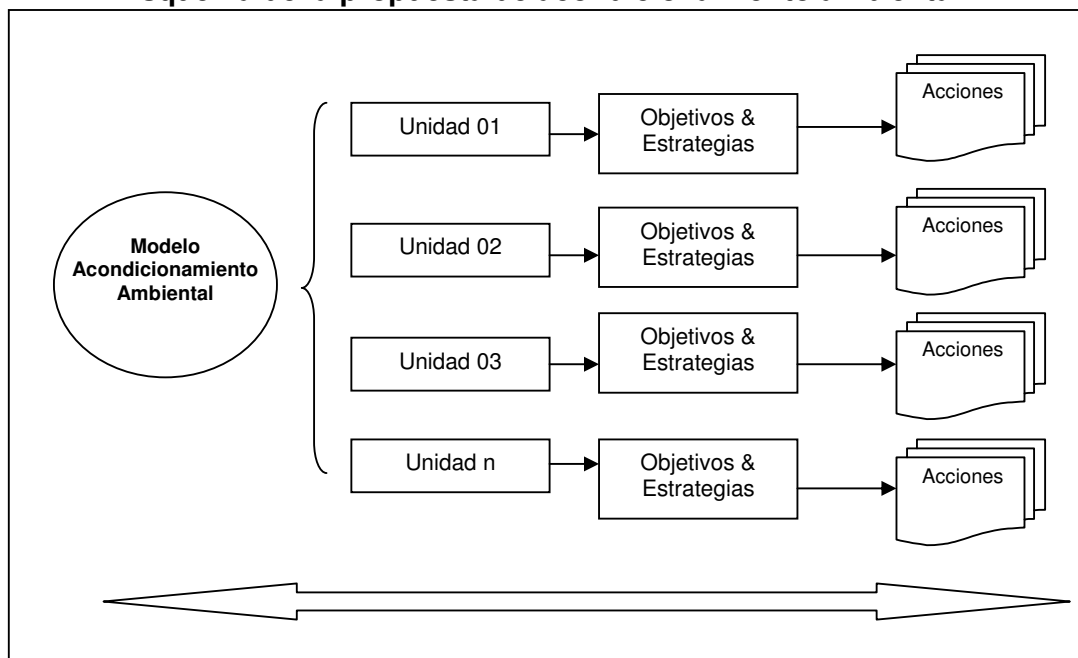 Modelo
Acondicionamiento
Ambiental
Unidad 01
Objetivos &
Estrategias
Acciones
Unidad 02
Objetivos &
Estrategias
Acciones
Unidad 03
Objetivos &
Estrategias
Acciones
Unidad n
Objetivos &
Estrategias
Acciones